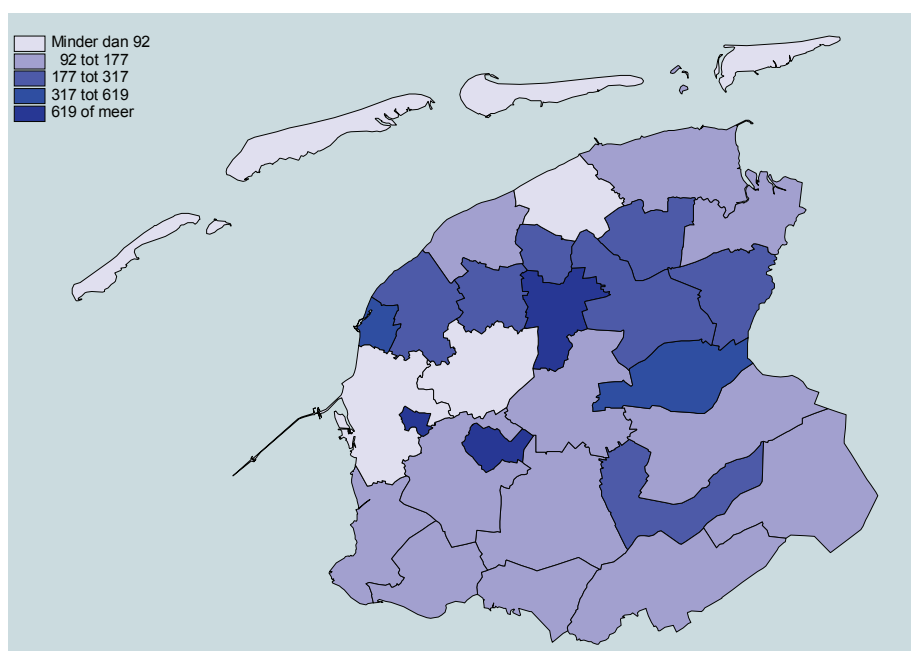 Minder dan 92
92 tot 177
177 tot 317
317 tot 619
619 of meer